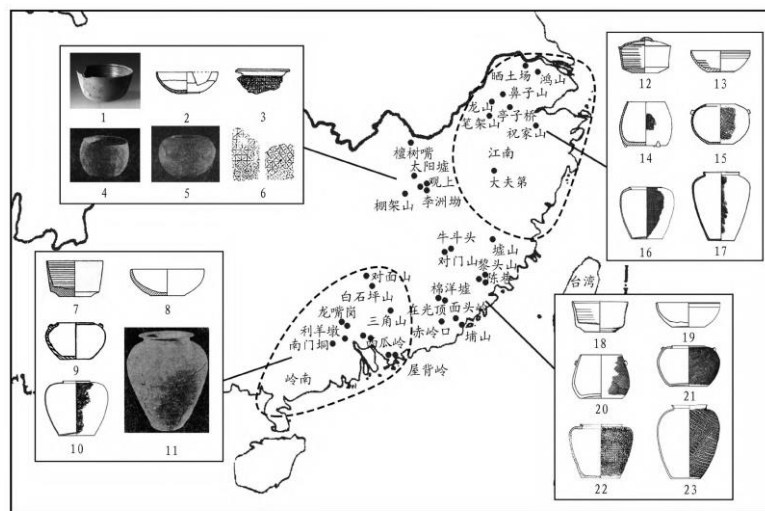 1
2
3
4
5
6
7
8
9
10
11
12
13
14
15
16
17
18
19
20
21
22
23
晒土场
鸿山
鼻子山
龙山
亭子桥
笔架山
祝家山
江南
大夫第
檀树嘴
太阳墟
观上
李洲坳
棚架山
牛斗头
对门山
墟山
黎头山
陈巷
棉洋墟
在光顶
面头岭
赤岭口
埔山
对面山
白石坪山
龙嘴岗
三角山
利羊墩
南门垌
西瓜岭
岭南
屋背岭
台湾